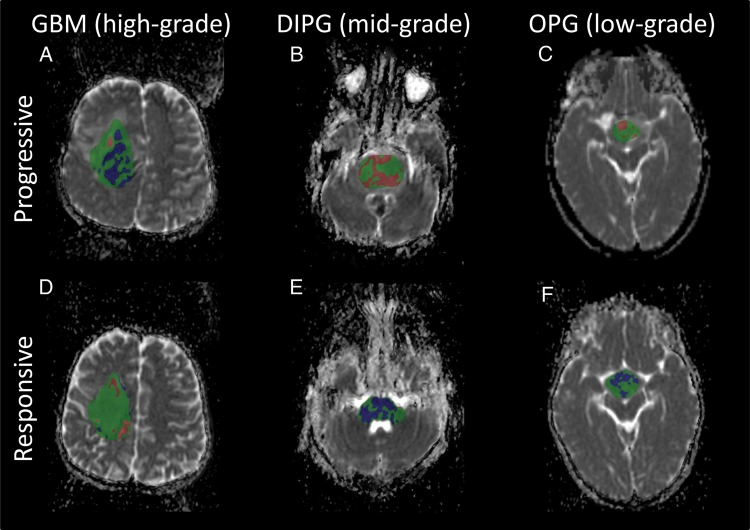 GBM (high-grade) DIPG (mid-grade) OPG (low-grade)
A B C
Progressive
D E F
Responsive